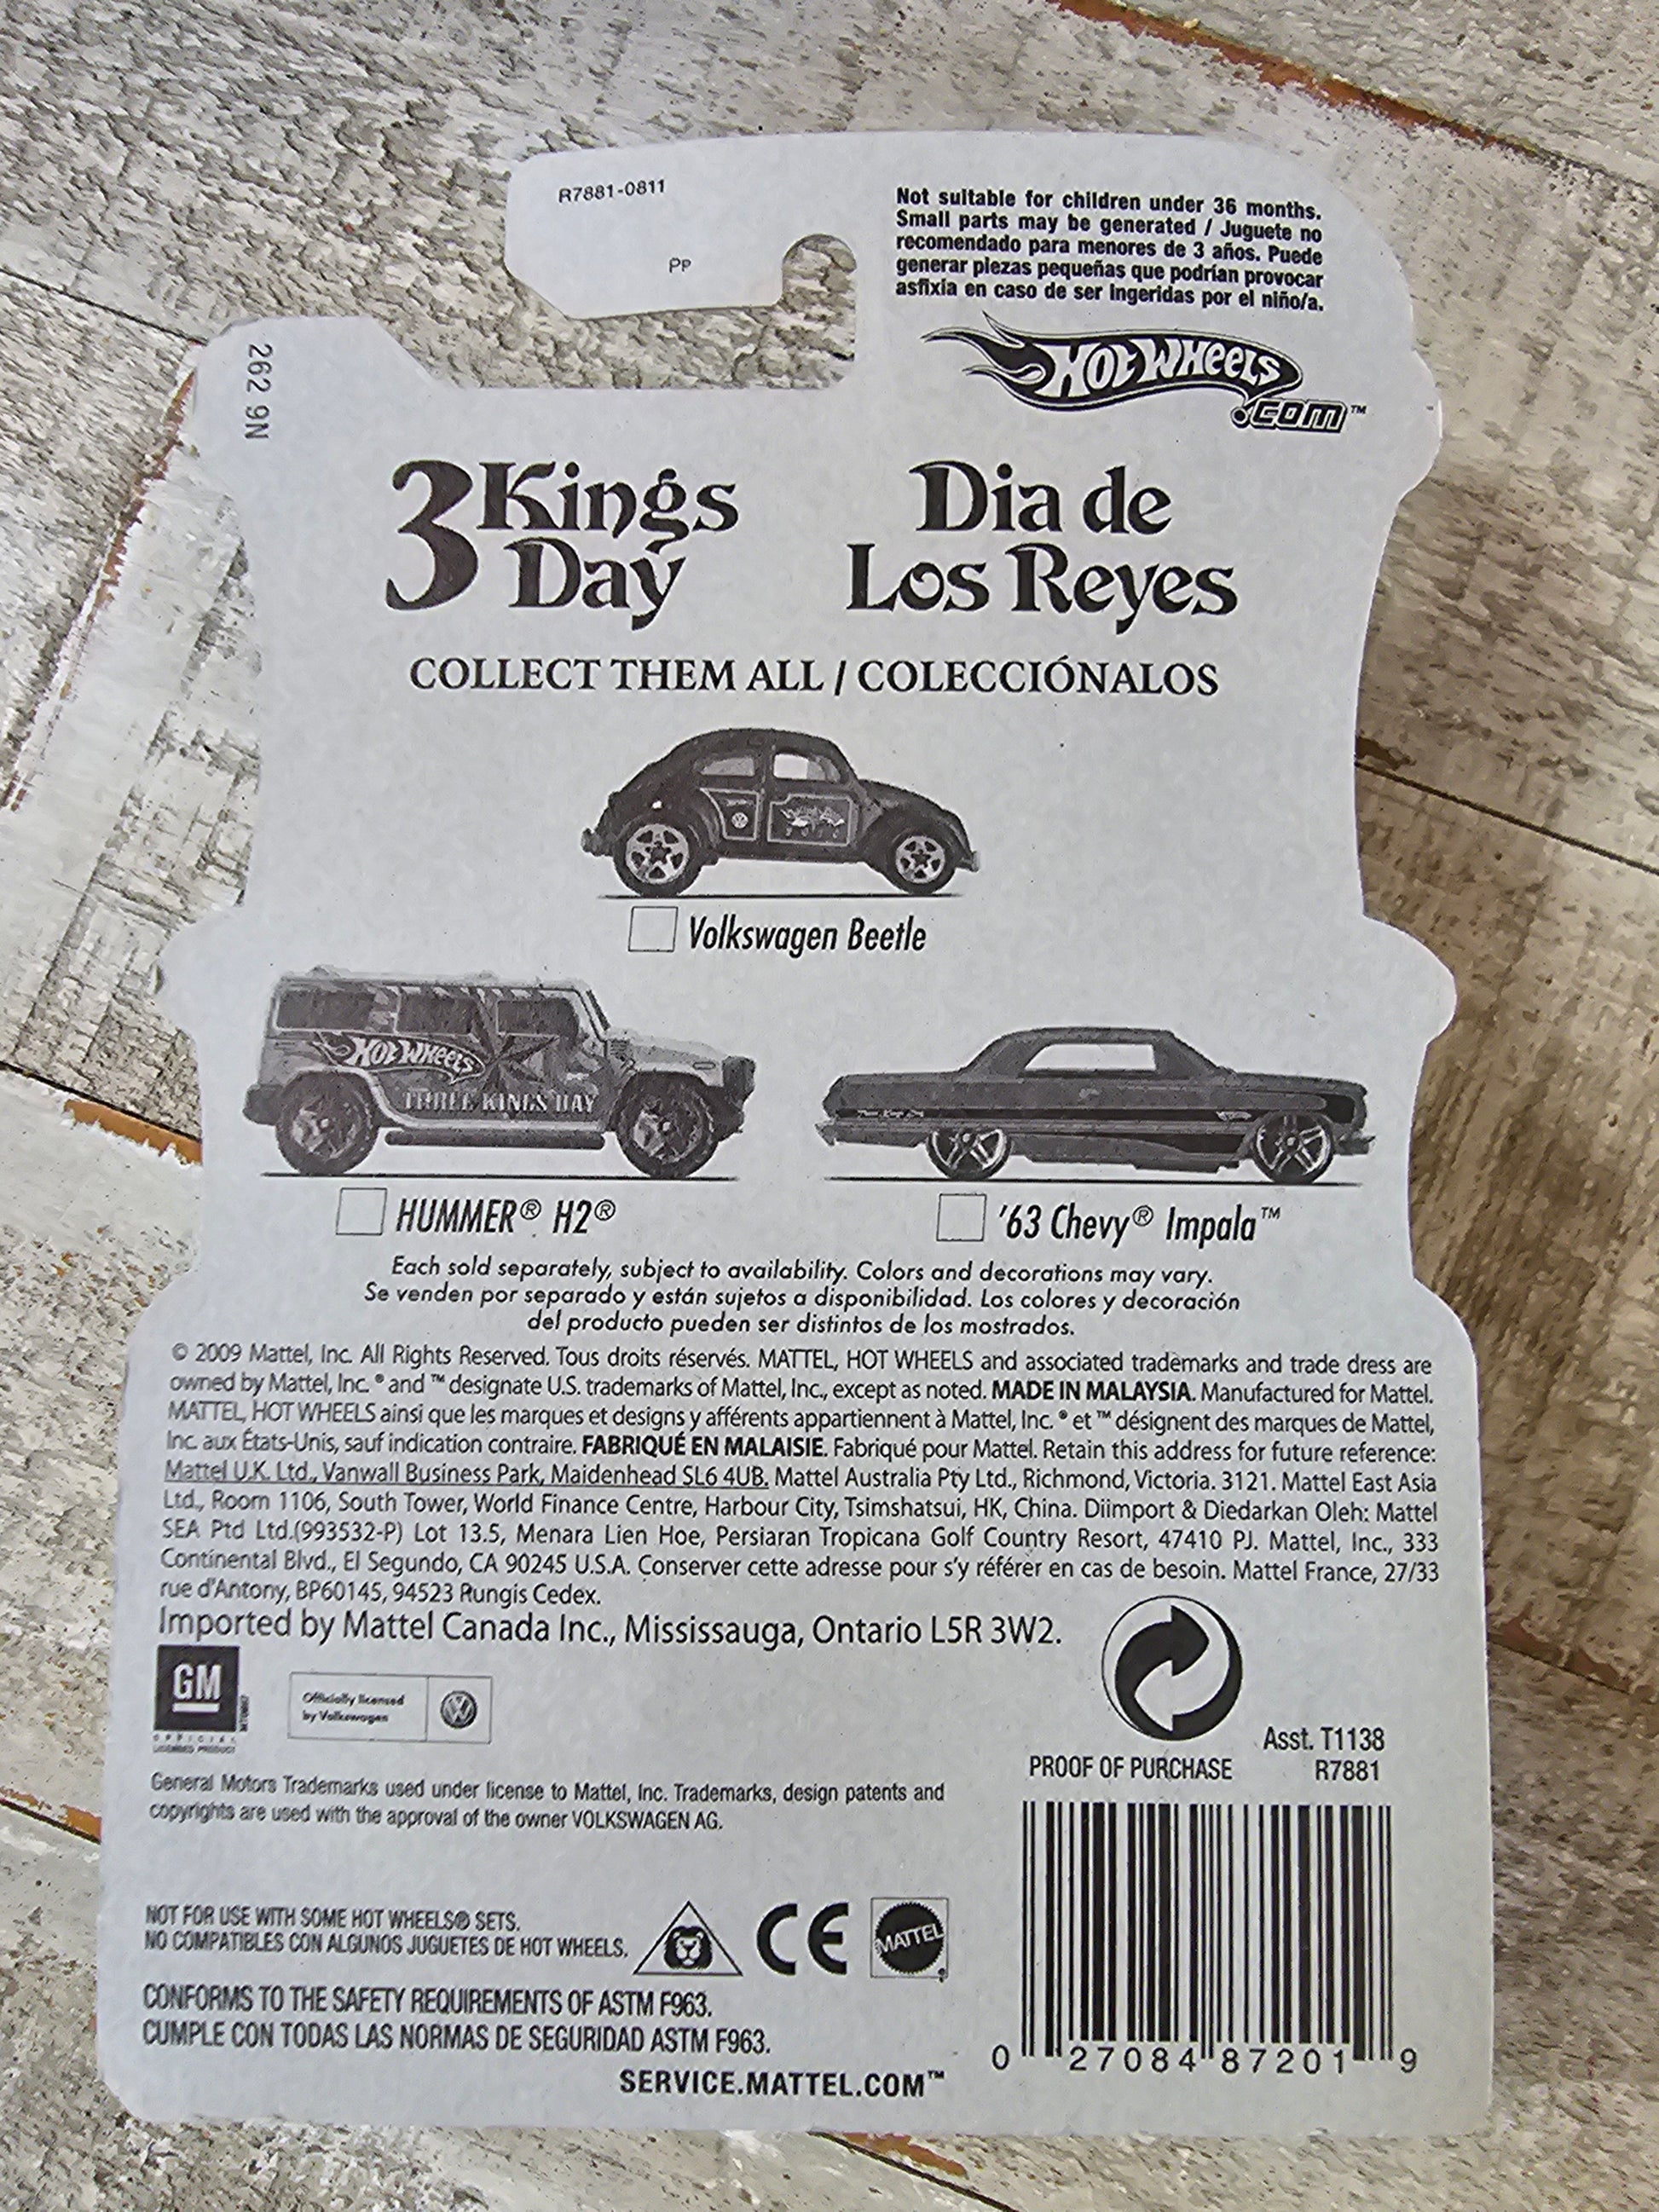 R7881-0811
PP
Not suitable for children under 36 months.
Small parts may be generated / Juguete no
recomendado para menores de 3 años. Puede
generar piezas pequeñas que podrían provocar
asfixia en caso de ser ingeridas por el niño/a.
262 9N
HOT WHEELS
.COM™
3 Kings
Day
Dia de
Los Reyes
COLLECT THEM ALL / COLECCIÓNALOS
Volkswagen Beetle
HOT WHEELS
THREE KINGS DAY
Three Kings Day
HUMMER® H2®
'63 Chevy® Impala™
Each sold separately, subject to availability. Colors and decorations may vary.
Se venden por separado y están sujetos a disponibilidad. Los colores y decoración
del producto pueden ser distintos de los mostrados.
© 2009 Mattel, Inc. All Rights Reserved. Tous droits réservés. MATTEL, HOT WHEELS and associated trademarks and trade dress are
owned by Mattel, Inc. ® and ™ designate U.S. trademarks of Mattel, Inc., except as noted. MADE IN MALAYSIA. Manufactured for Mattel.
MATTEL, HOT WHEELS ainsi que les marques et designs y afférents appartiennent à Mattel, Inc. ® et ™ désignent des marques de Mattel,
Inc. aux États-Unis, sauf indication contraire. FABRIQUÉ EN MALAISIE. Fabriqué pour Mattel. Retain this address for future reference:
Mattel U.K. Ltd., Vanwall Business Park, Maidenhead SL6 4UB. Mattel Australia Pty Ltd., Richmond, Victoria. 3121. Mattel East Asia
Ltd., Room 1106, South Tower, World Finance Centre, Harbour City, Tsimshatsui, HK, China. Diimport & Diedarkan Oleh: Mattel
SEA Ptd Ltd.(993532-P) Lot 13.5, Menara Lien Hoe, Persiaran Tropicana Golf Country Resort, 47410 PJ. Mattel, Inc., 333
Continental Blvd., El Segundo, CA 90245 U.S.A. Conserver cette adresse pour s'y référer en cas de besoin. Mattel France, 27/33
rue d'Antony, BP60145, 94523 Rungis Cedex.
Imported by Mattel Canada Inc., Mississauga, Ontario L5R 3W2.
GM
OFFICIAL
LICENSED PRODUCT
Officially licensed
by Volkswagen
Asst. T1138
PROOF OF PURCHASE
R7881
General Motors Trademarks used under license to Mattel, Inc. Trademarks, design patents and
copyrights are used with the approval of the owner VOLKSWAGEN AG.
NOT FOR USE WITH SOME HOT WHEELS® SETS.
NO COMPATIBLES CON ALGUNOS JUGUETES DE HOT WHEELS.
CE
MATTEL
CONFORMS TO THE SAFETY REQUIREMENTS OF ASTM F963.
CUMPLE CON TODAS LAS NORMAS DE SEGURIDAD ASTM F963.
SERVICE.MATTEL.COM™
0 27084 87201 9